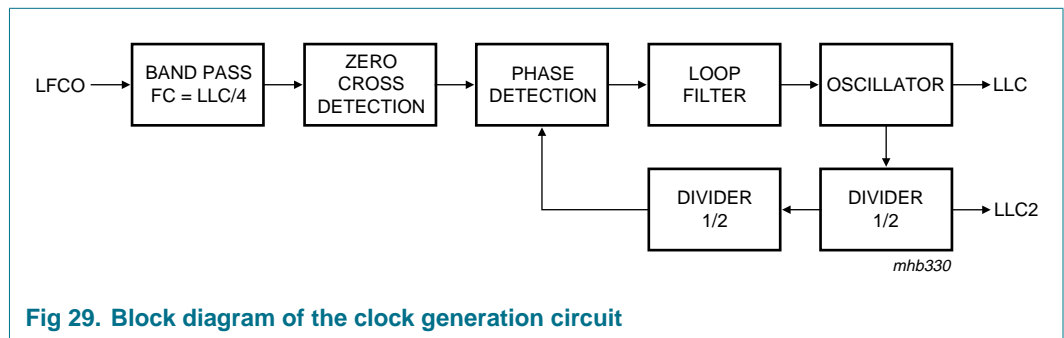 LFCO
BAND PASS
FC = LLC/4
ZERO
CROSS
DETECTION
PHASE
DETECTION
LOOP
FILTER
OSCILLATOR
LLC
DIVIDER
1/2
DIVIDER
1/2
LLC2
mhb330
Fig 29. Block diagram of the clock generation circuit